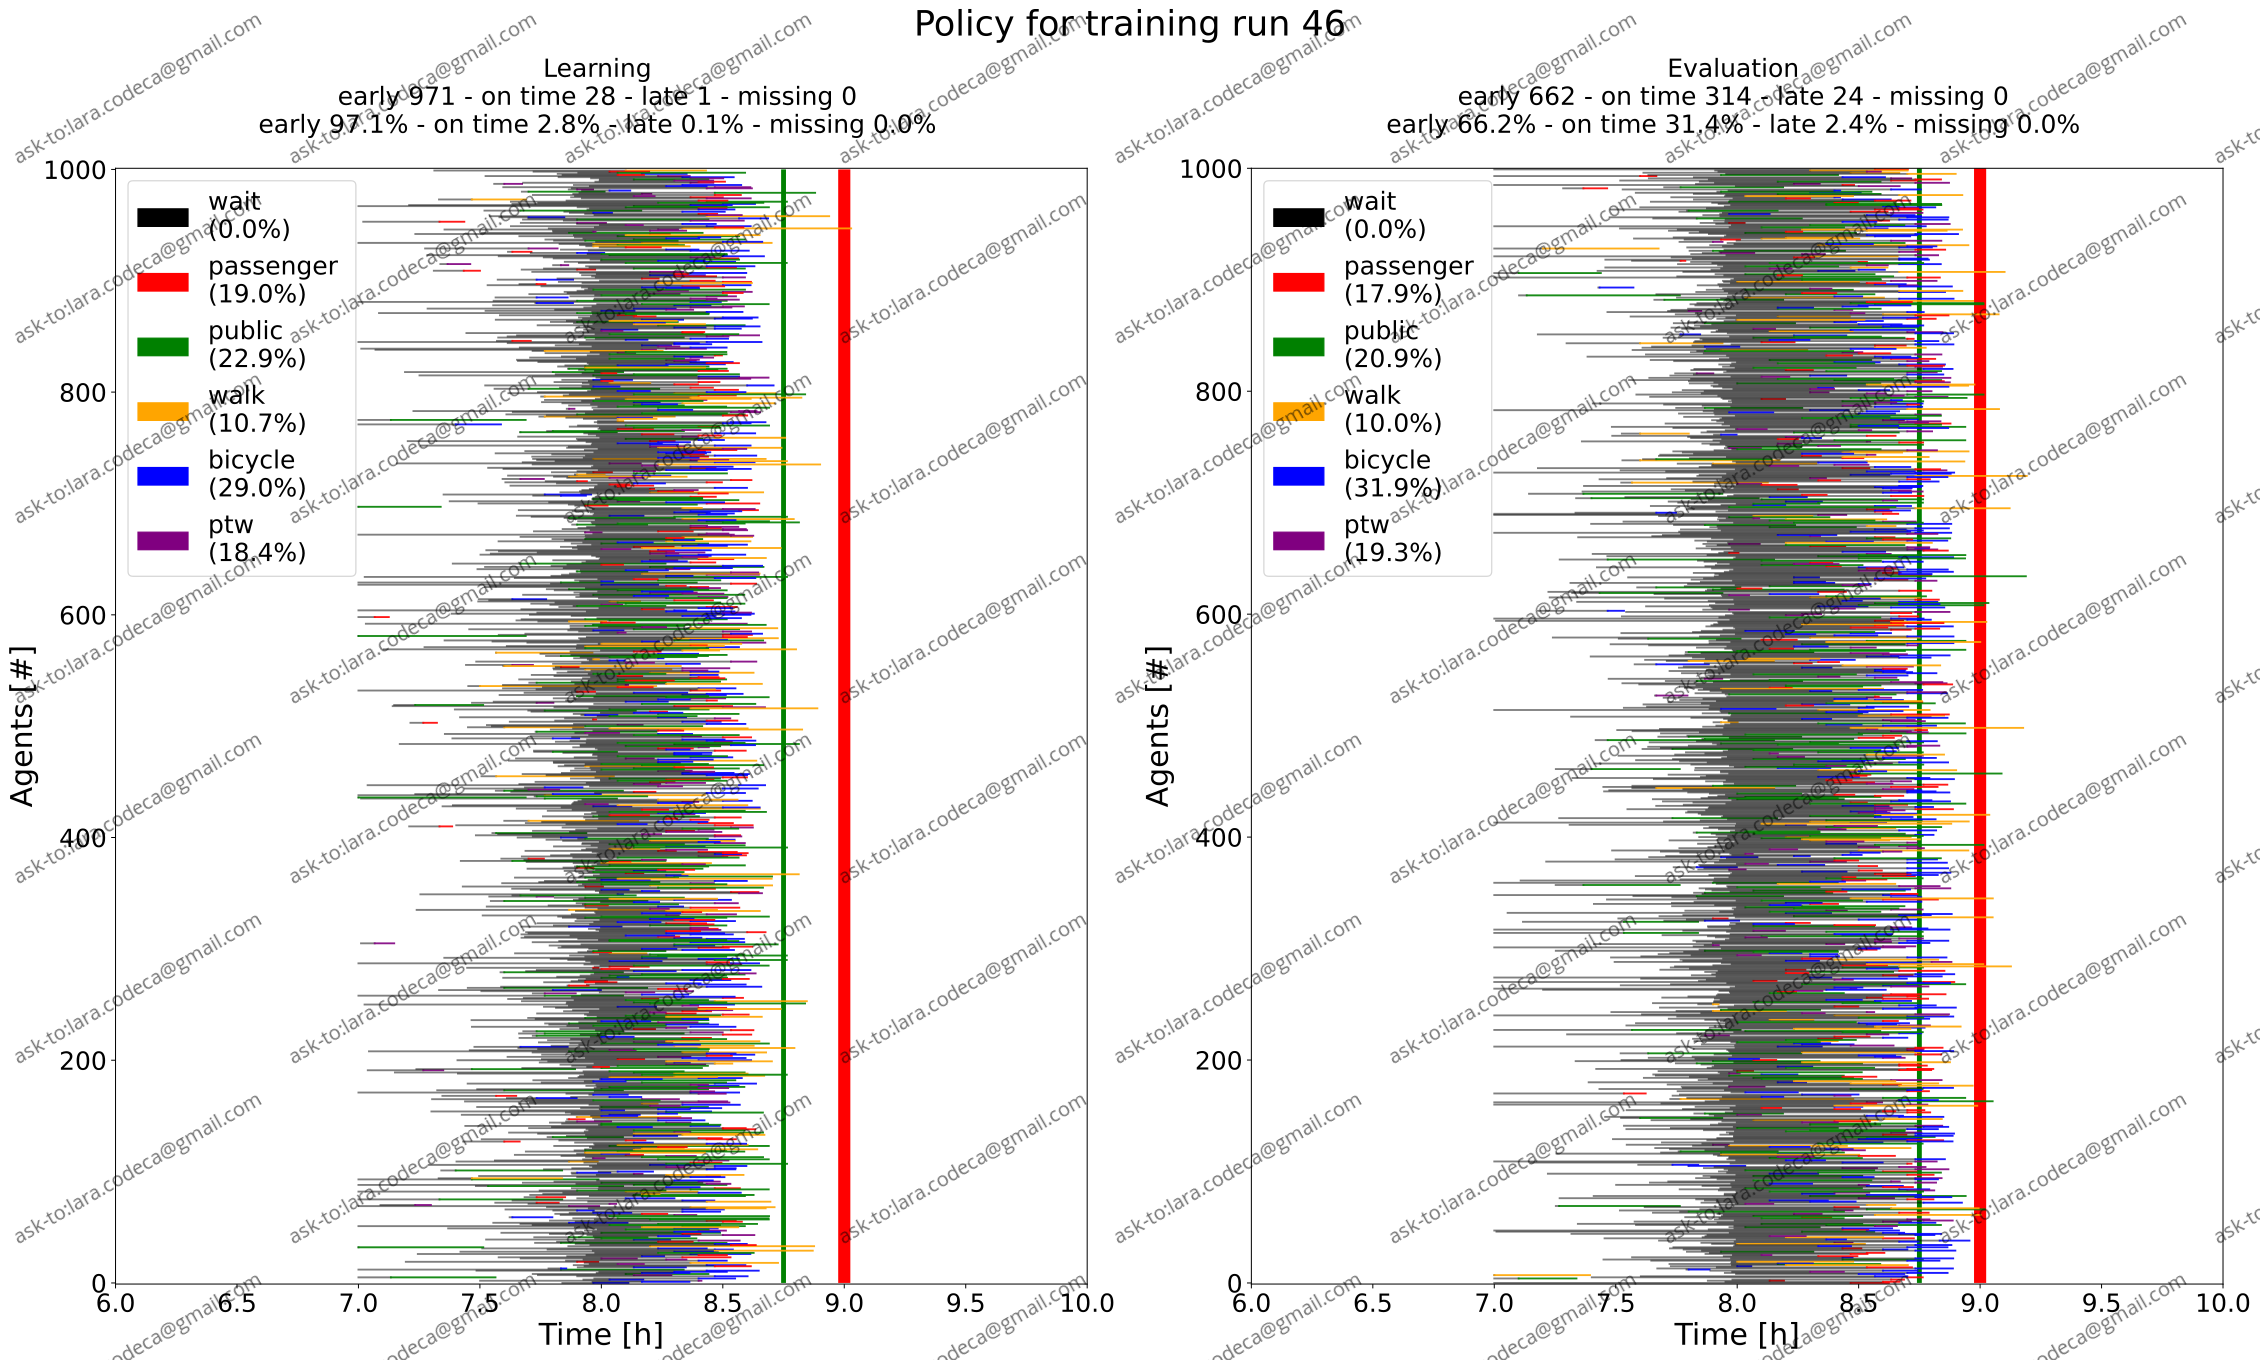 Policy for training run 46
Learning
early 971 - on time 28 - late 1 - missing 0
early 97.1% - on time 2.8% - late 0.1% - missing 0.0%
Agents [#]
1000
800
600
400
200
0
wait
(0.0%)
passenger
(19.0%)
public
(22.9%)
walk
(10.7%)
bicycle
(29.0%)
ptw
(18.4%)
6.0 6.5 7.0 7.5 8.0 8.5 9.0 9.5 10.0
Time [h]
Evaluation
early 662 - on time 314 - late 24 - missing 0
early 66.2% - on time 31.4% - late 2.4% - missing 0.0%
Agents [#]
1000
800
600
400
200
0
wait
(0.0%)
passenger
(17.9%)
public
(20.9%)
walk
(10.0%)
bicycle
(31.9%)
ptw
(19.3%)
6.0 6.5 7.0 7.5 8.0 8.5 9.0 9.5 10.0
Time [h]
ask-to:lara.codeca@gmail.com